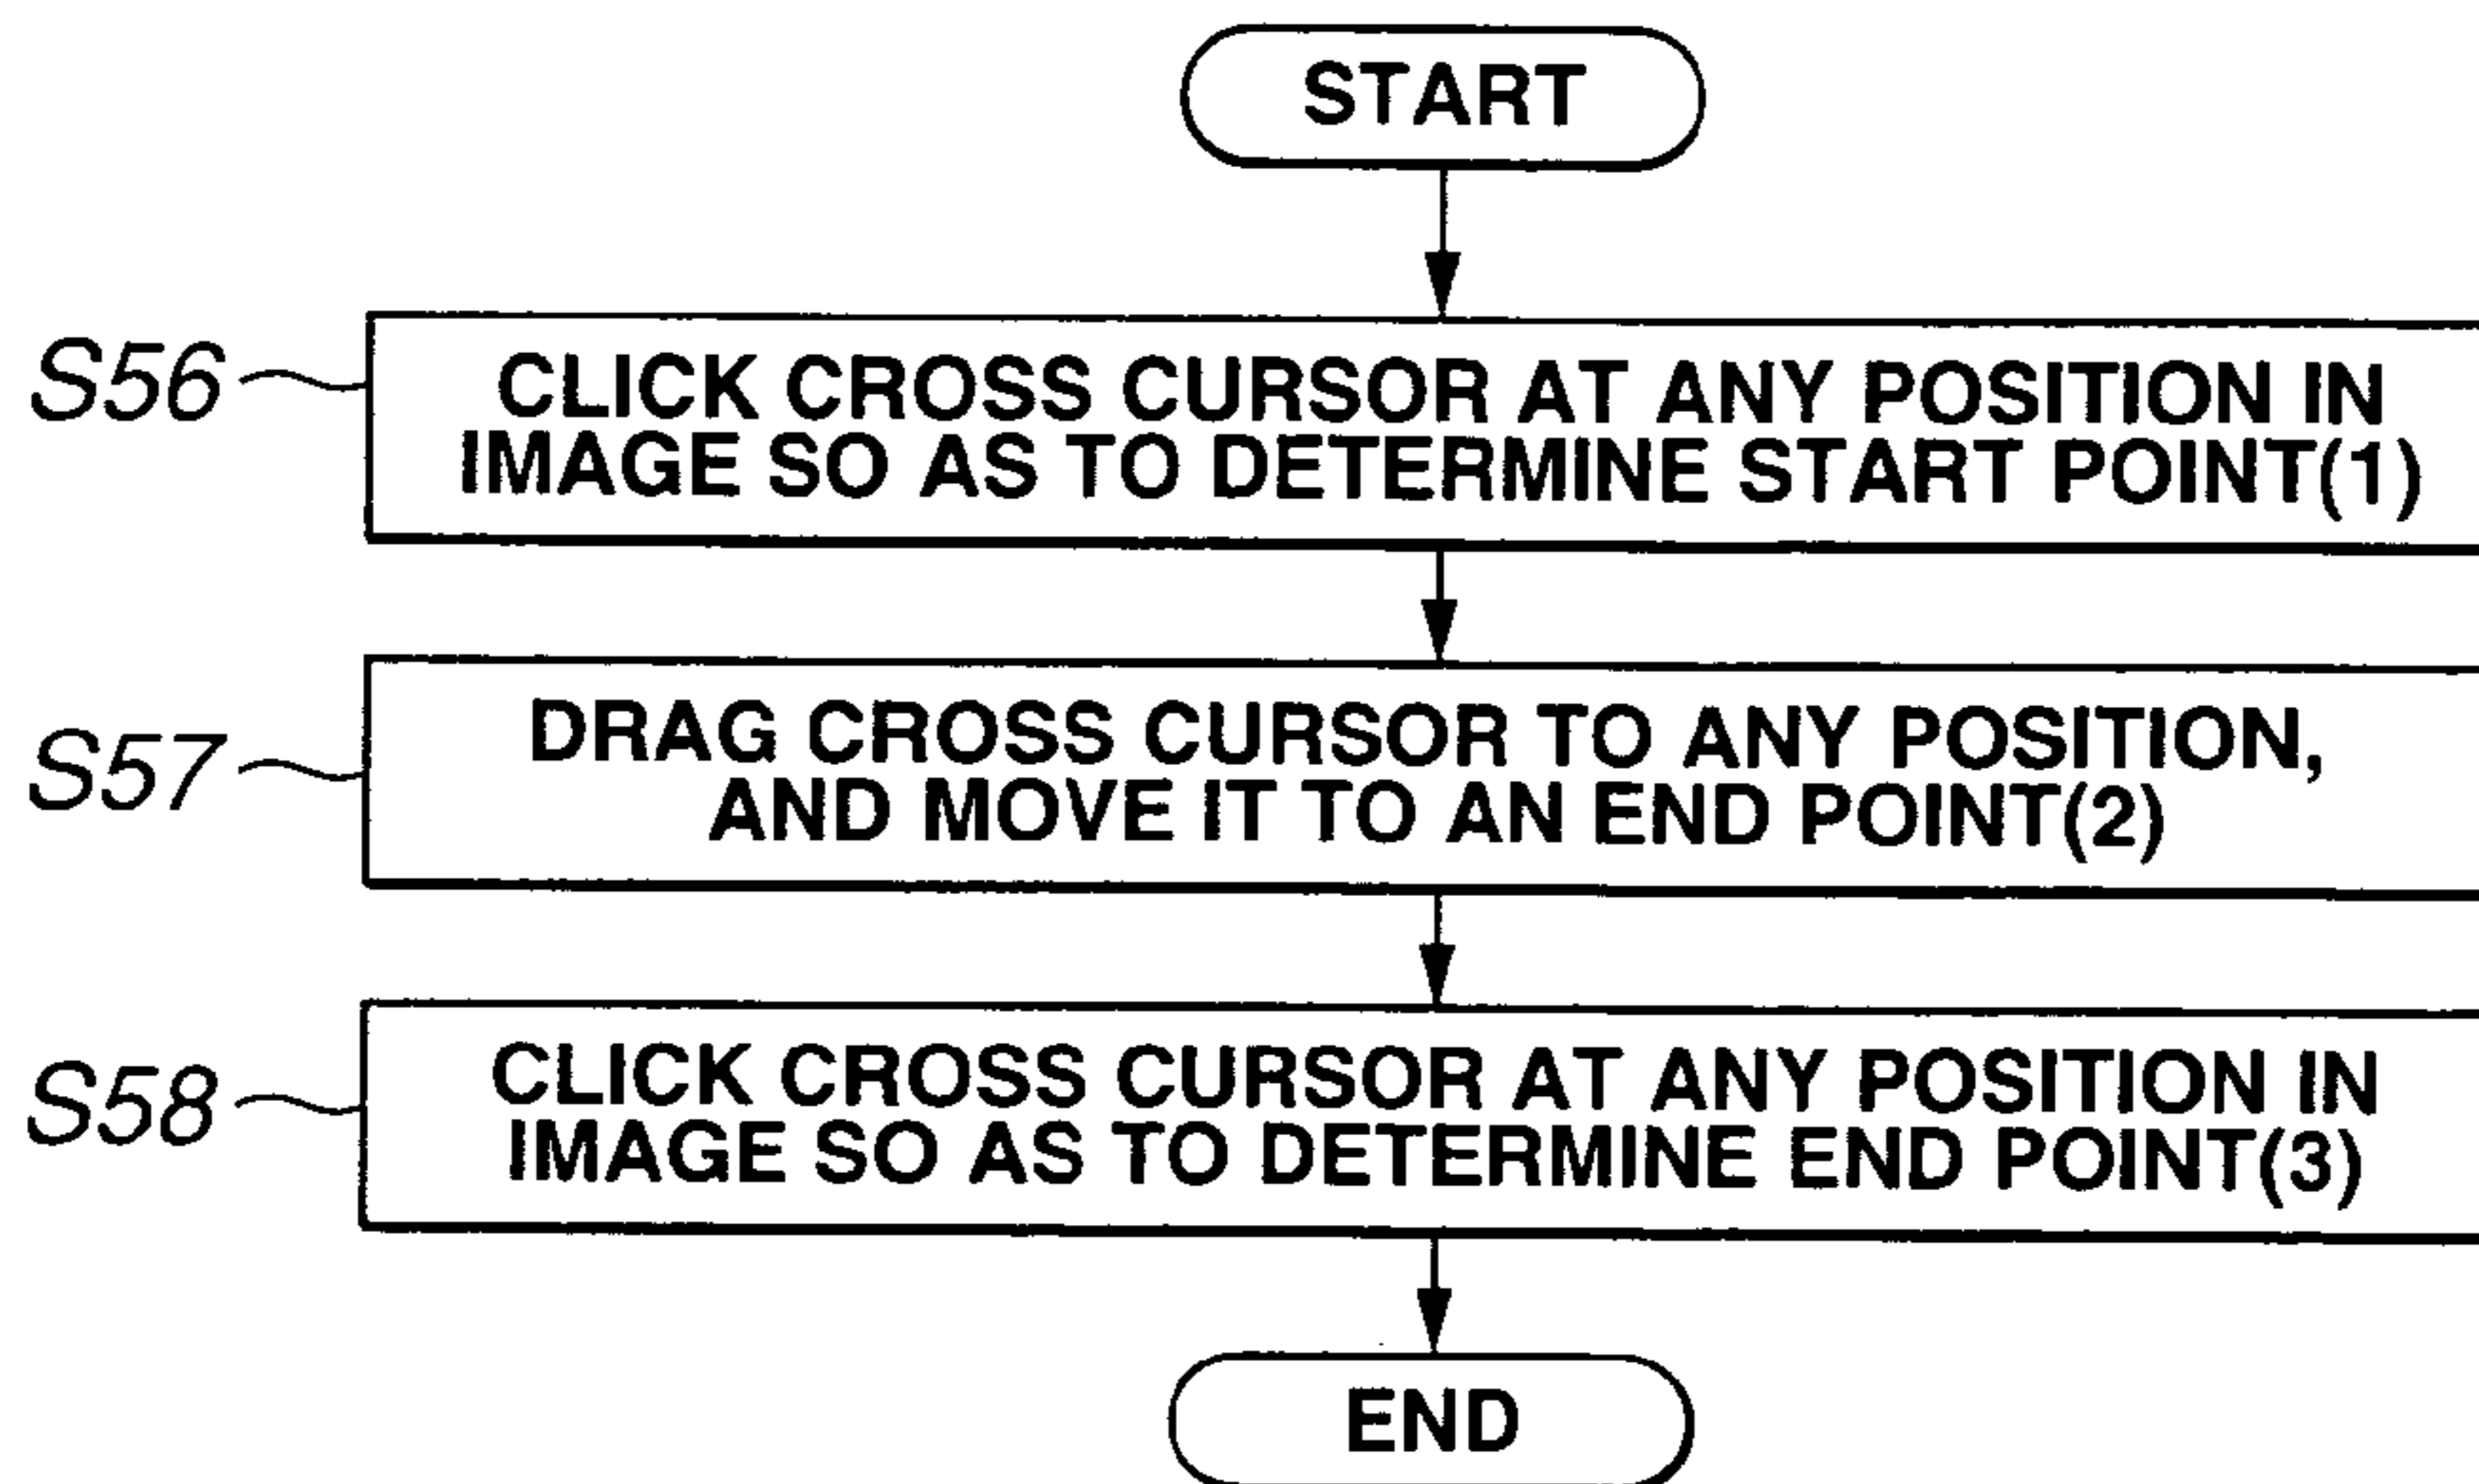 START
S56
CLICK CROSS CURSOR AT ANY POSITION IN
IMAGE SO AS TO DETERMINE START POINT(1)
S57
DRAG CROSS CURSOR TO ANY POSITION,
AND MOVE IT TO AN END POINT(2)
S58
CLICK CROSS CURSOR AT ANY POSITION IN
IMAGE SO AS TO DETERMINE END POINT(3)
END